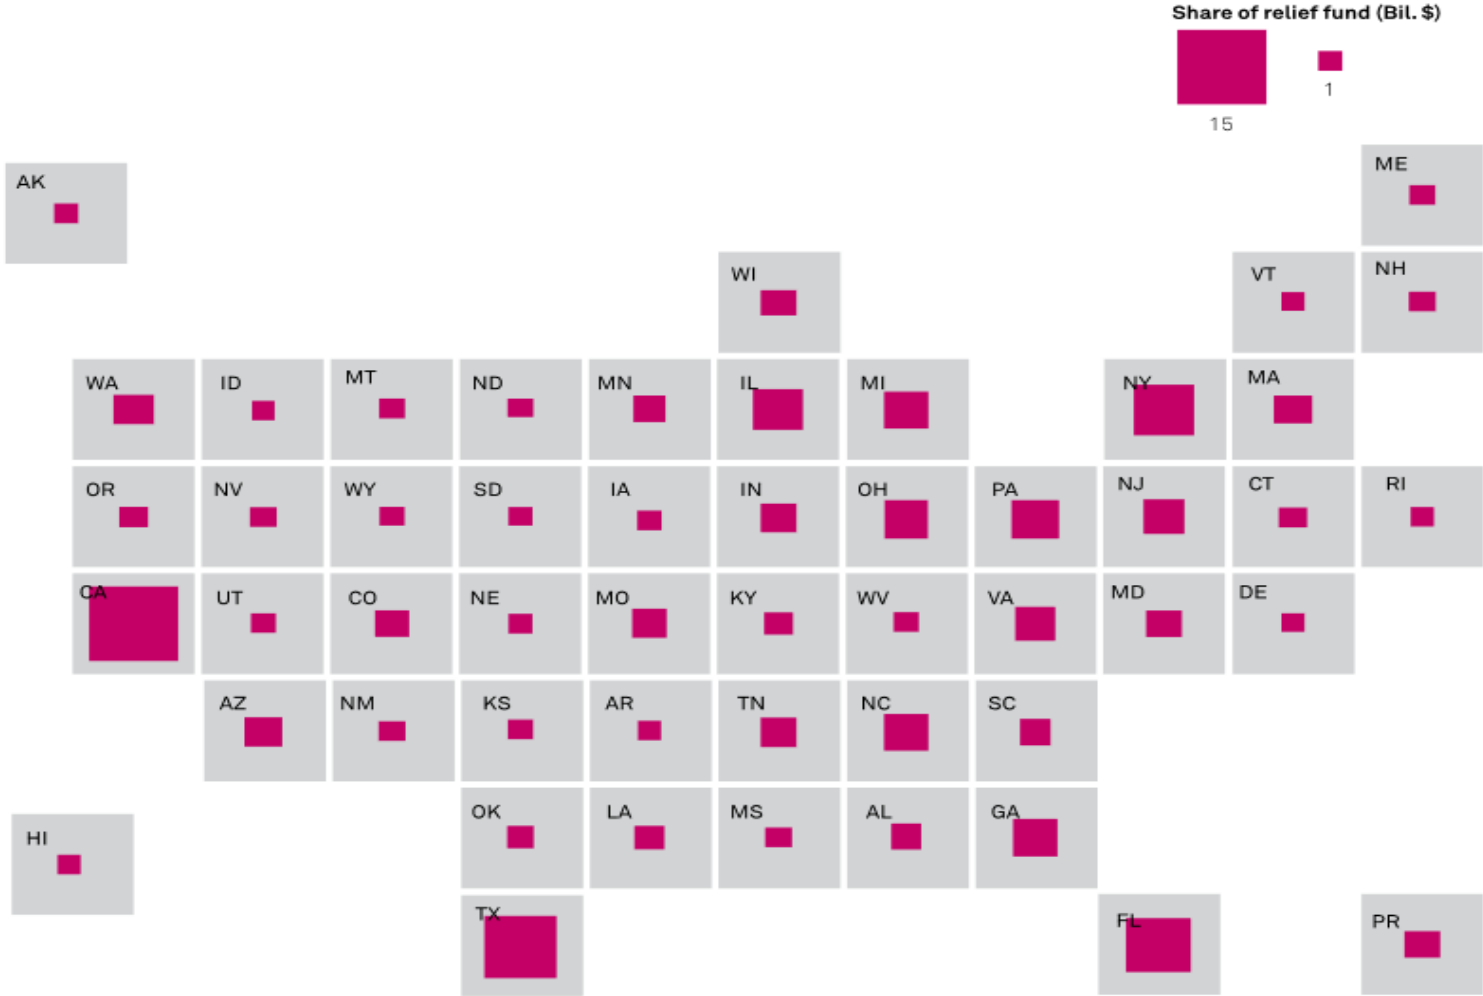 Share of relief fund (Bil. $)
1
15
AK
ME
WI
VT
NH
WA
ID
MT
ND
MN
IL
MI
NY
MA
OR
NV
WY
SD
IA
IN
OH
PA
NJ
CT
RI
CA
UT
CO
NE
MO
KY
WV
VA
MD
DE
AZ
NM
KS
AR
TN
NC
SC
HI
OK
LA
MS
AL
GA
TX
FL
PR